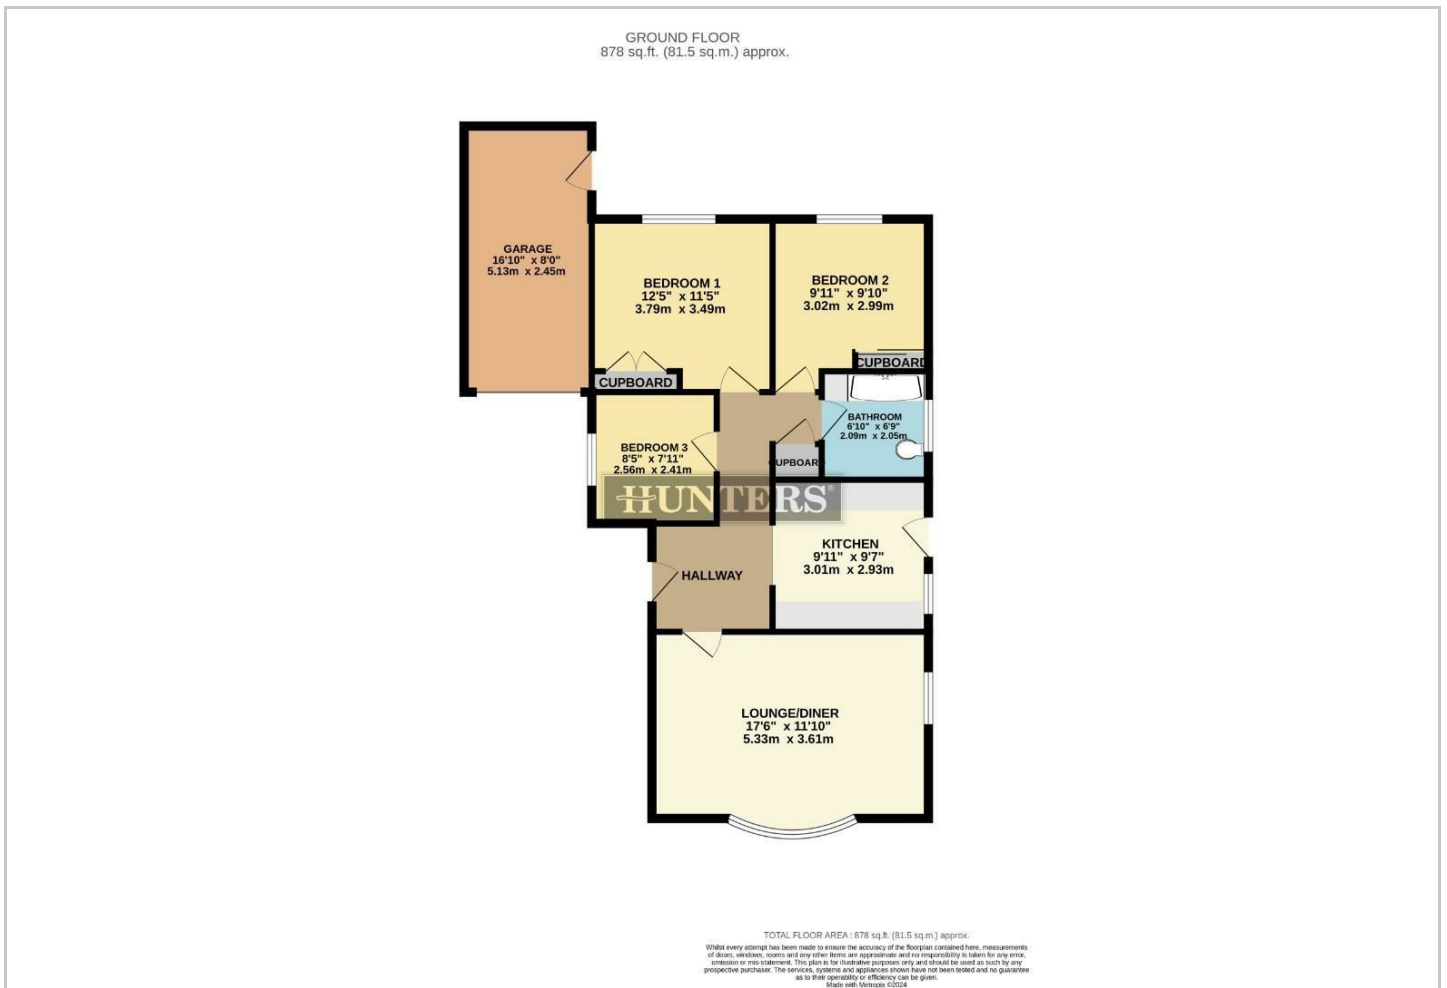 GROUND FLOOR
878 sq.ft. (81.5 sq.m.) approx.
GARAGE
16'10" x 8'0"
5.13m x 2.45m
BEDROOM 1
12'5" x 11'5"
3.79m x 3.49m
BEDROOM 2
9'11" x 9'10"
3.02m x 2.99m
CUPBOARD
CUPBOARD
BATHROOM
6'10" x 6'9"
2.09m x 2.05m
BEDROOM 3
8'5" x 7'11"
2.56m x 2.41m
CUPBOARD
HUNTERS®
KITCHEN
9'11" x 9'7"
3.01m x 2.93m
HALLWAY
LOUNGE/DINER
17'6" x 11'10"
5.33m x 3.61m
TOTAL FLOOR AREA : 878 sq.ft. (81.5 sq.m.) approx.
Whilst every attempt has been made to ensure the accuracy of the floorplan contained here, measurements
of doors, windows, rooms and any other items are approximate and no responsibility is taken for any error,
omission or mis-statement. This plan is for illustrative purposes only and should be used as such by any
prospective purchaser. The services, systems and appliances shown have not been tested and no guarantee
as to their operability or efficiency can be given.
Made with Metropix ©2024